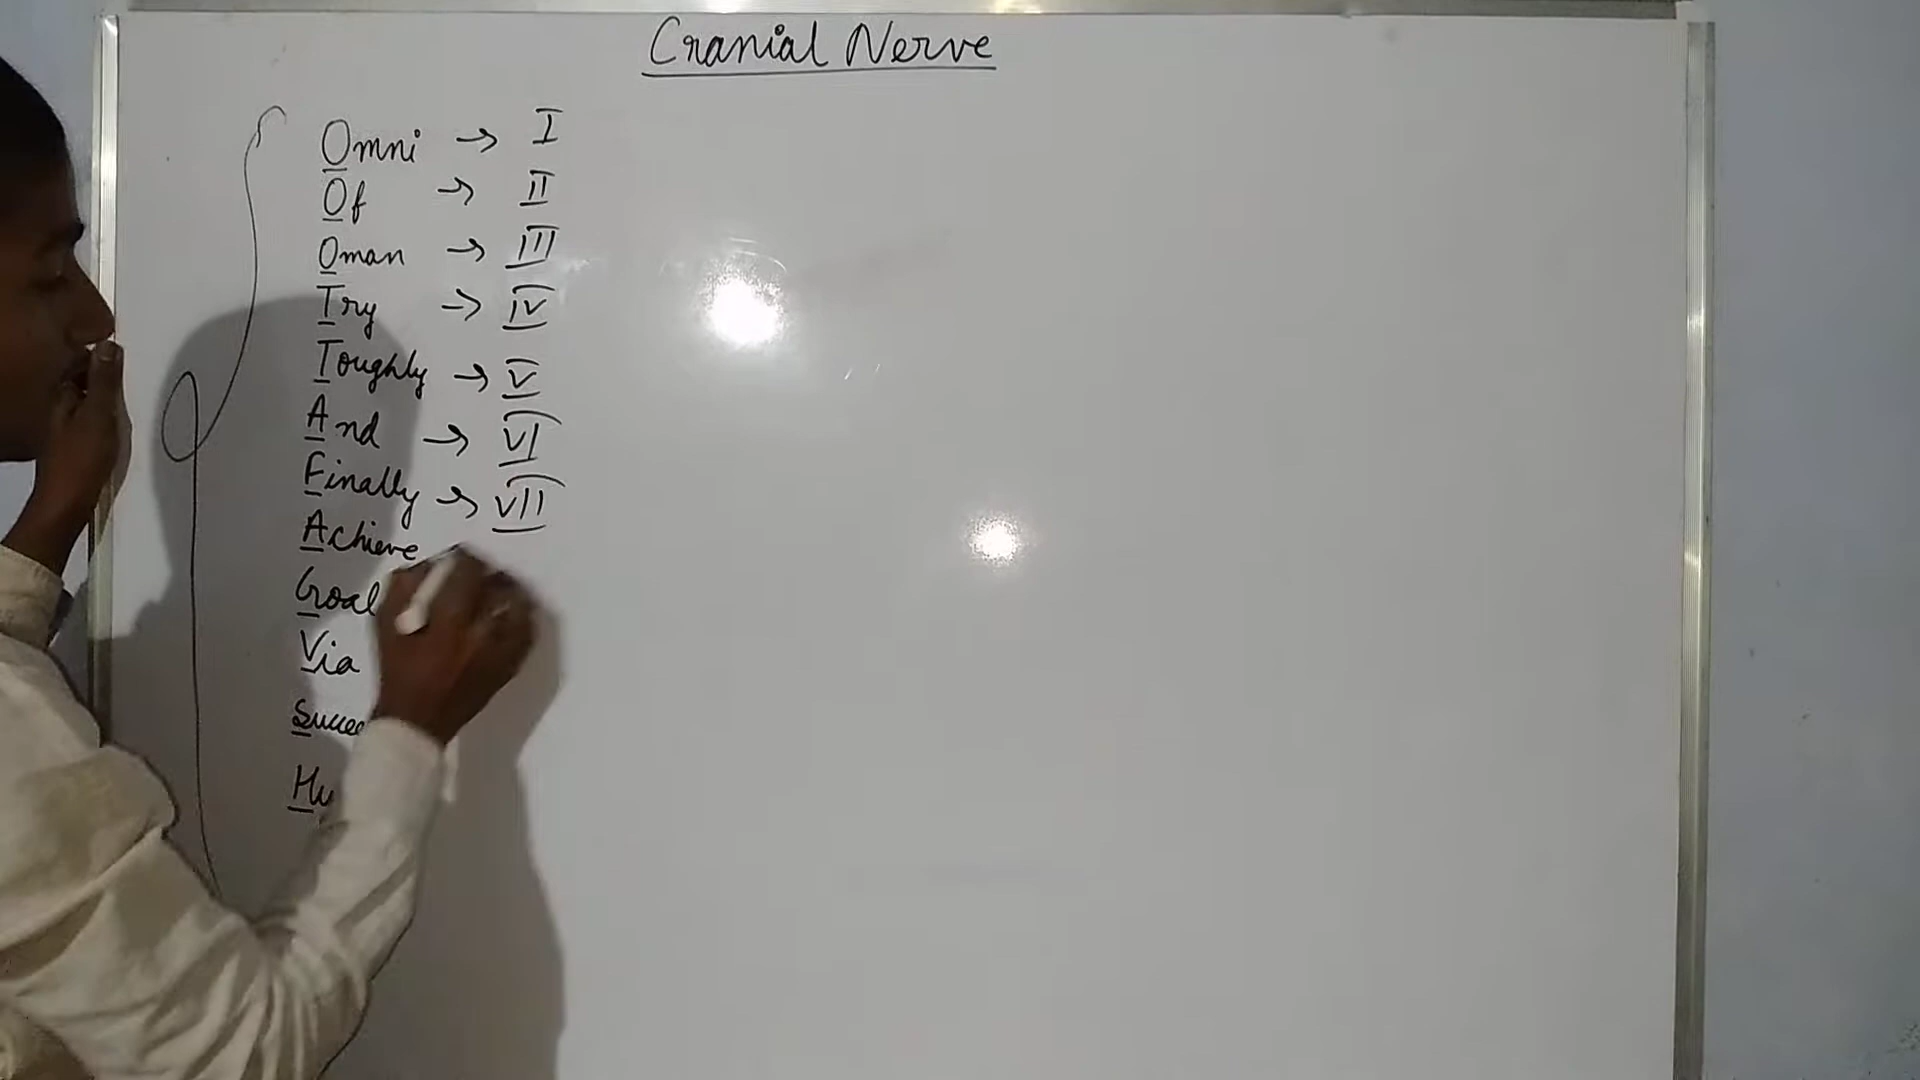 Cranial Nerve
Omni → I
Of → II
Oman → III
Try → IV
Toughly → V
And → VI
Finally → VII
Achieve
Goal
Via